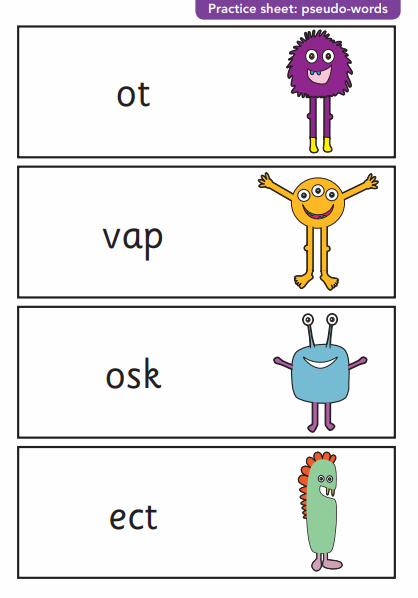 Practice sheet: pseudo-words
ot
vap
osk
ect